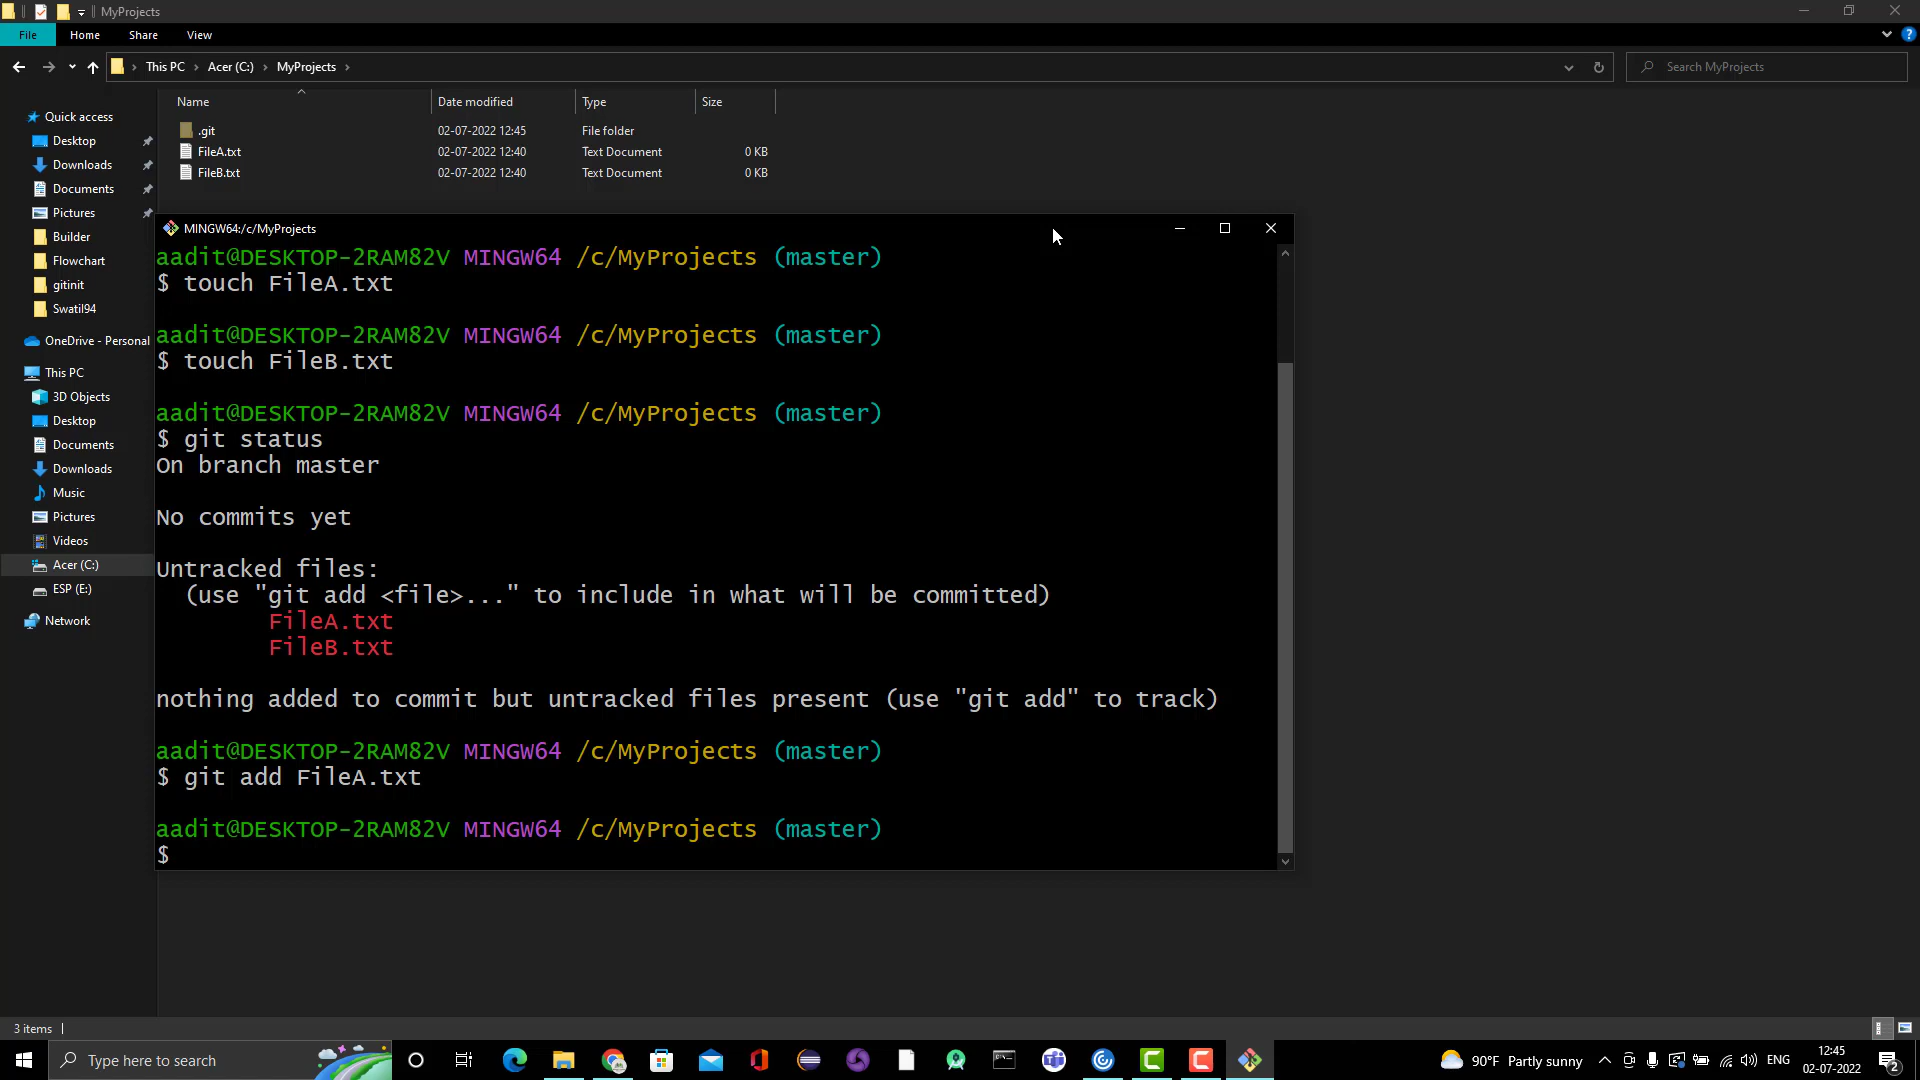 MyProjects
File Home Share View
This PC Acer (C:) MyProjects
Search MyProjects
Name Date modified Type Size
.git 02-07-2022 12:45 File folder
FileA.txt 02-07-2022 12:40 Text Document 0 KB
FileB.txt 02-07-2022 12:40 Text Document 0 KB
Quick access
Desktop
Downloads
Documents
Pictures
Builder
Flowchart
gitinit
Swatil94
OneDrive - Personal
This PC
3D Objects
Desktop
Documents
Downloads
Music
Pictures
Videos
Acer (C:)
ESP (E:)
Network
MINGW64:/c/MyProjects
aadit@DESKTOP-2RAM82V MINGW64 /c/MyProjects (master)
$ touch FileA.txt
aadit@DESKTOP-2RAM82V MINGW64 /c/MyProjects (master)
$ touch FileB.txt
aadit@DESKTOP-2RAM82V MINGW64 /c/MyProjects (master)
$ git status
On branch master
No commits yet
Untracked files:
(use "git add <file>..." to include in what will be committed)
FileA.txt
FileB.txt
nothing added to commit but untracked files present (use "git add" to track)
aadit@DESKTOP-2RAM82V MINGW64 /c/MyProjects (master)
$ git add FileA.txt
aadit@DESKTOP-2RAM82V MINGW64 /c/MyProjects (master)
$
3 items
Type here to search
90°F Partly sunny
ENG
12:45
02-07-2022
2